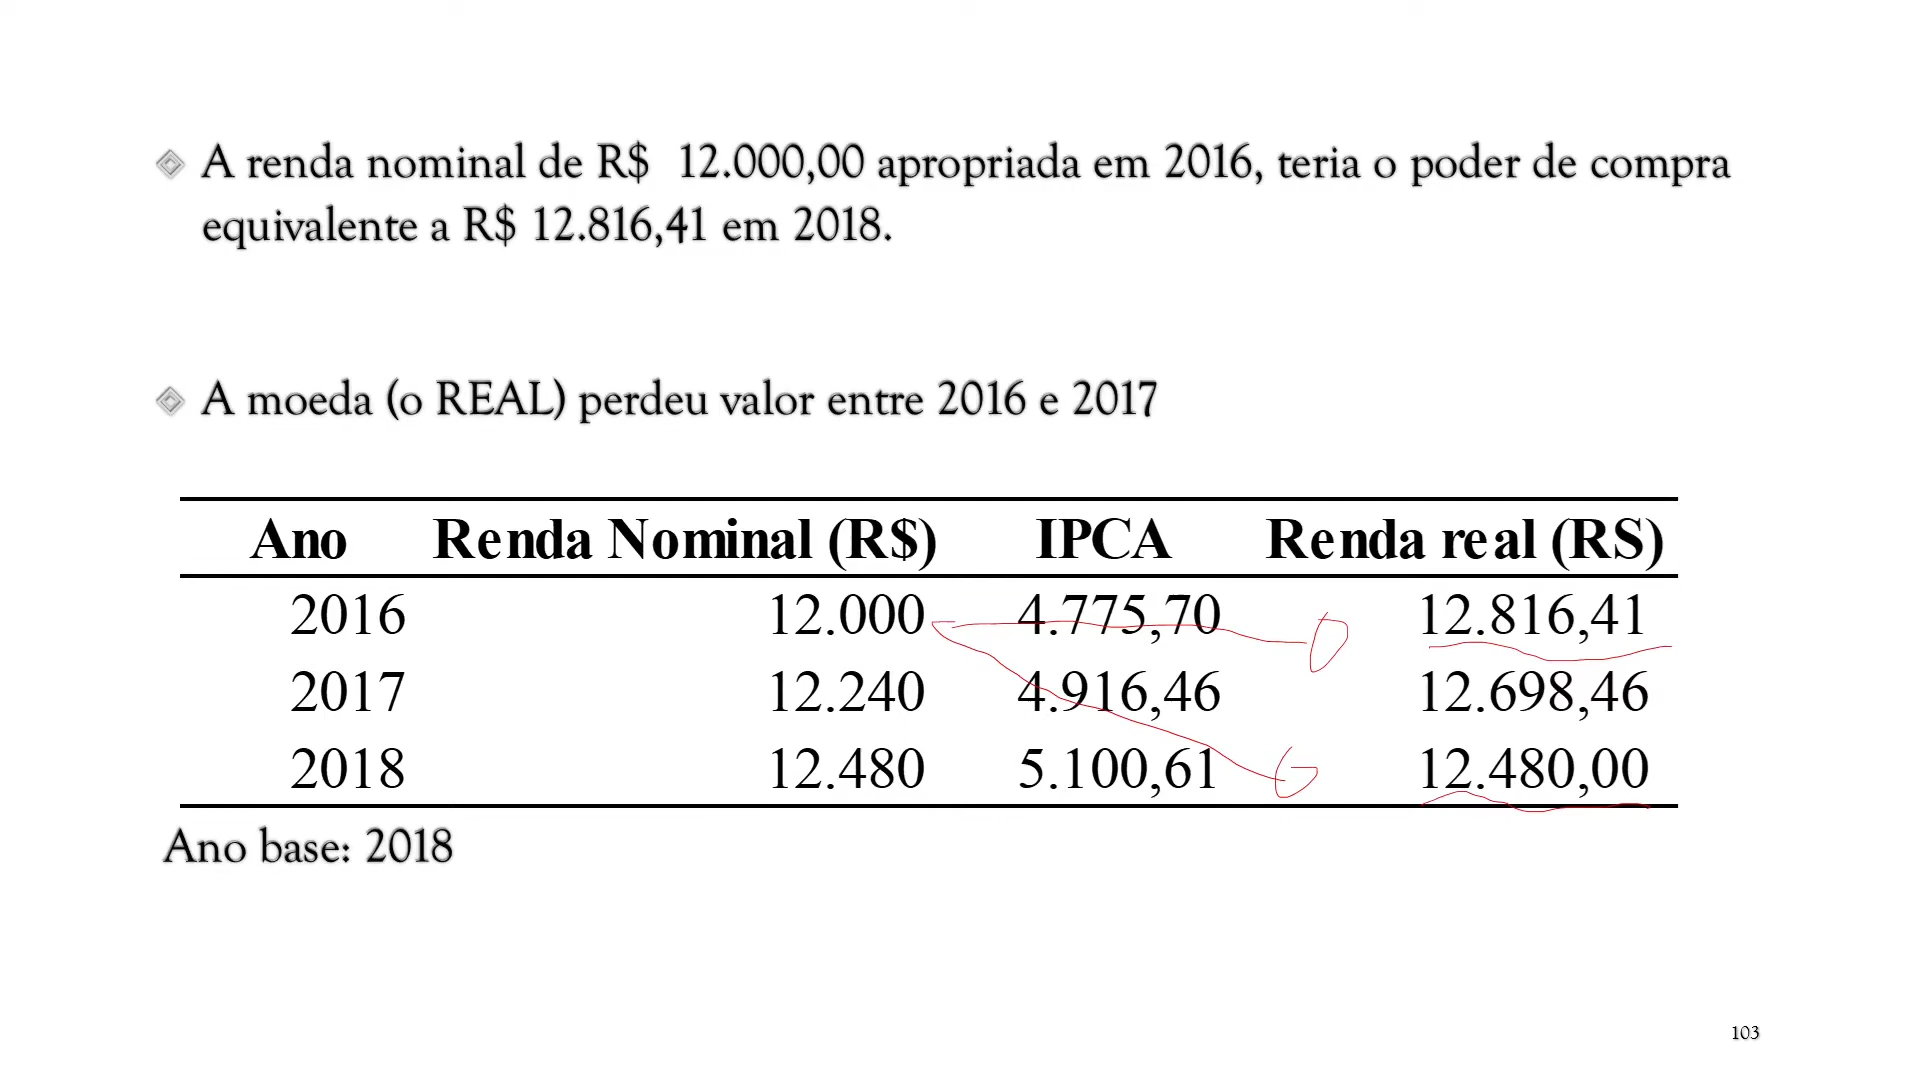 A renda nominal de R$ 12.000,00 apropriada em 2016, teria o poder de compra
equivalente a R$ 12.816,41 em 2018.
A moeda (o REAL) perdeu valor entre 2016 e 2017
Ano Renda Nominal (R$) IPCA Renda real (RS)
2016 12.000 4.775,70 12.816,41
2017 12.240 4.916,46 12.698,46
2018 12.480 5.100,61 12.480,00
Ano base: 2018
103